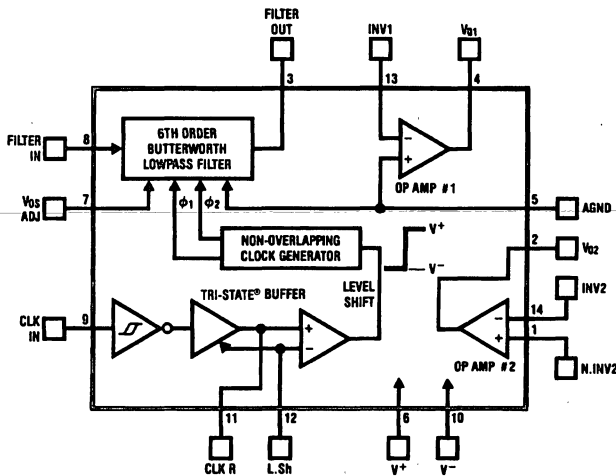 FILTER
OUT
INV1
V01
3
13
4
FILTER
IN
8
6TH ORDER
BUTTERWORTH
LOWPASS FILTER
−
+
OP AMP #1
VOS
ADJ
7
ϕ1
ϕ2
5
AGND
NON-OVERLAPPING
CLOCK GENERATOR
V+
V−
2
V02
LEVEL
SHIFT
TRI-STATE® BUFFER
INV2
CLK
IN
9
+
−
14
−
1
+
OP AMP #2
N.INV2
11
12
6
10
CLK R
L.Sh
V+
V−